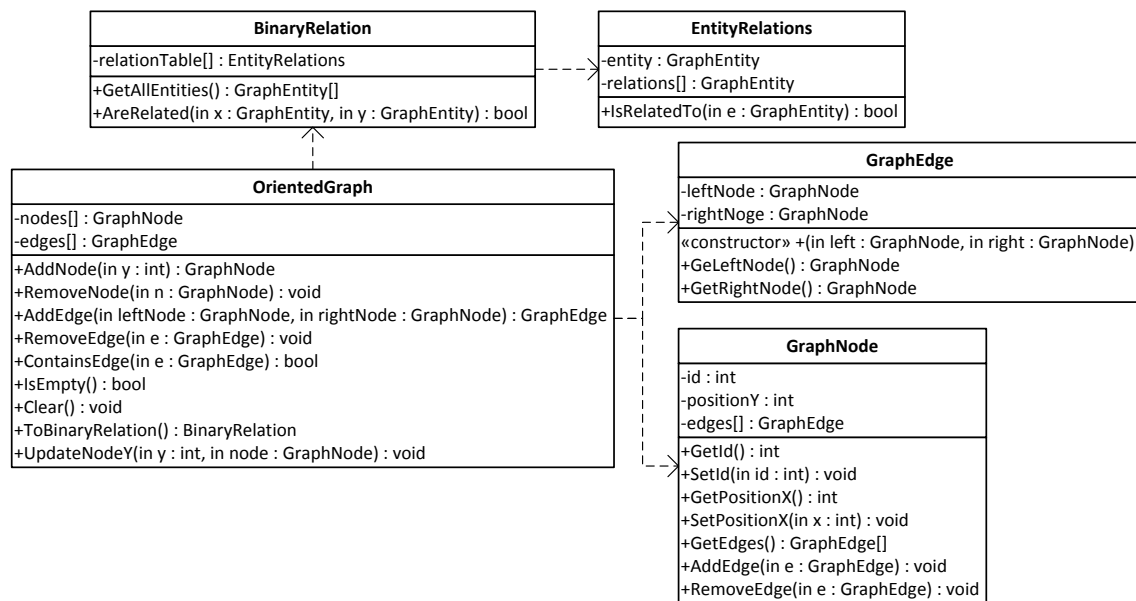 BinaryRelation
-relationTable[] : EntityRelations
+GetAllEntities() : GraphEntity[]
+AreRelated(in x : GraphEntity, in y : GraphEntity) : bool
EntityRelations
-entity : GraphEntity
-relations[] : GraphEntity
+IsRelatedTo(in e : GraphEntity) : bool
OrientedGraph
-nodes[] : GraphNode
-edges[] : GraphEdge
+AddNode(in y : int) : GraphNode
+RemoveNode(in n : GraphNode) : void
+AddEdge(in leftNode : GraphNode, in rightNode : GraphNode) : GraphEdge
+RemoveEdge(in e : GraphEdge) : void
+ContainsEdge(in e : GraphEdge) : bool
+IsEmpty() : bool
+Clear() : void
+ToBinaryRelation() : BinaryRelation
+UpdateNodeY(in y : int, in node : GraphNode) : void
GraphEdge
-leftNode : GraphNode
-rightNoge : GraphNode
«constructor» +(in left : GraphNode, in right : GraphNode)
+GeLeftNode() : GraphNode
+GetRightNode() : GraphNode
GraphNode
-id : int
-positionY : int
-edges[] : GraphEdge
+GetId() : int
+SetId(in id : int) : void
+GetPositionX() : int
+SetPositionX(in x : int) : void
+GetEdges() : GraphEdge[]
+AddEdge(in e : GraphEdge) : void
+RemoveEdge(in e : GraphEdge) : void